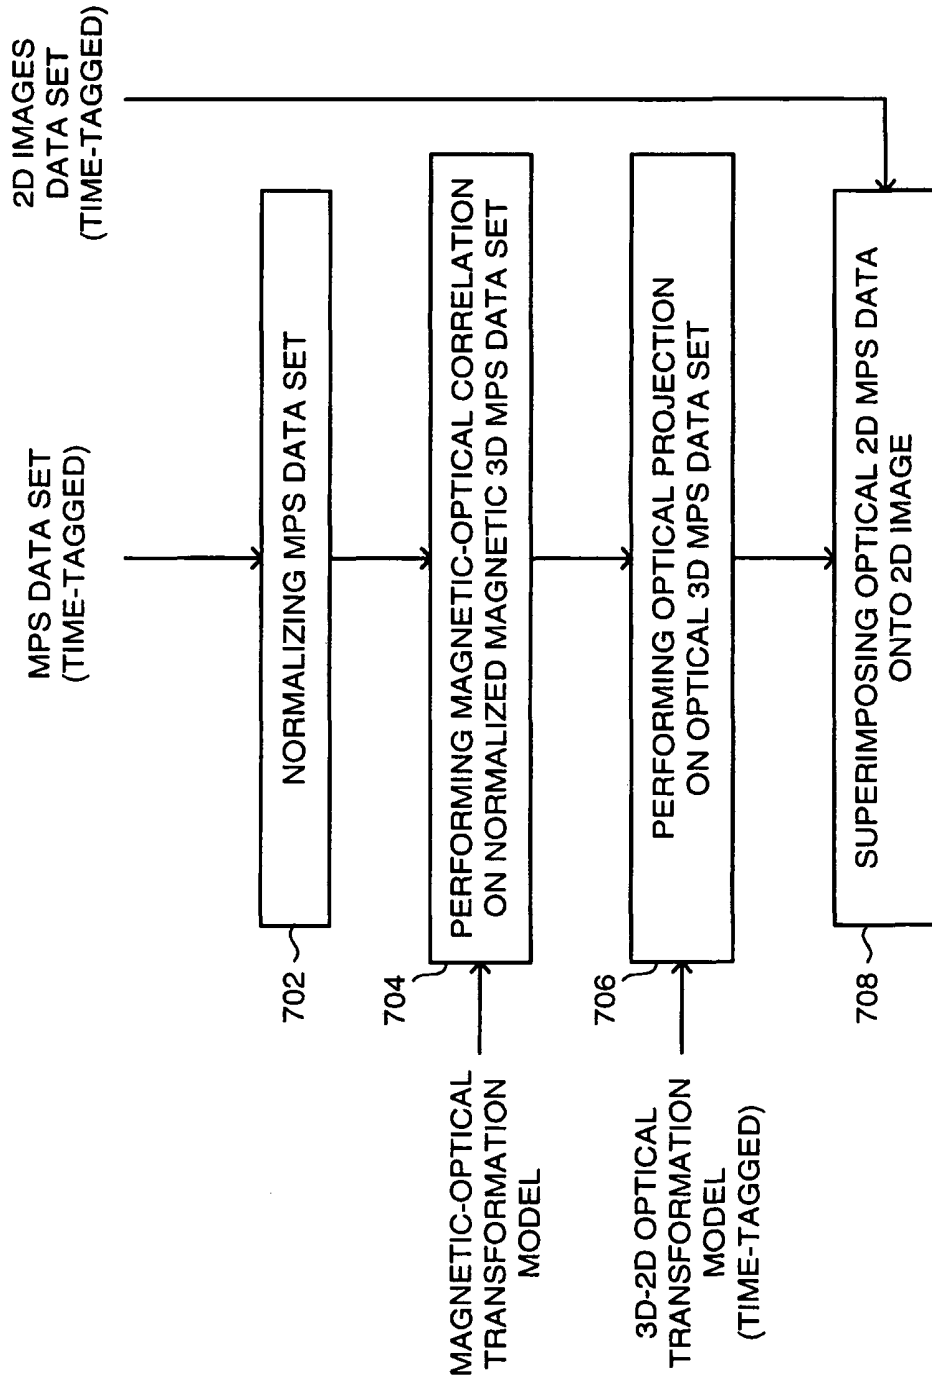 MPS DATA SET
(TIME-TAGGED)
2D IMAGES
DATA SET
(TIME-TAGGED)
NORMALIZING MPS DATA SET
702
MAGNETIC-OPTICAL
TRANSFORMATION
MODEL
PERFORMING MAGNETIC-OPTICAL CORRELATION
ON NORMALIZED MAGNETIC 3D MPS DATA SET
704
3D-2D OPTICAL
TRANSFORMATION
MODEL
(TIME-TAGGED)
PERFORMING OPTICAL PROJECTION
ON OPTICAL 3D MPS DATA SET
706
SUPERIMPOSING OPTICAL 2D MPS DATA
ONTO 2D IMAGE
708